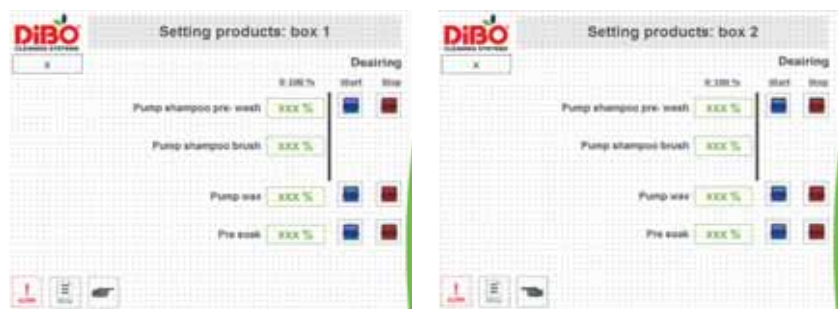 DiBO
CLEANING SYSTEMS
Setting products: box 1
x
Deairing
0..100 %
Start
Stop
Pump shampoo pre- wash
xxx %
Pump shampoo brush
xxx %
Pump wax
xxx %
Pre soak
xxx %
ALARM
DiBO
CLEANING SYSTEMS
Setting products: box 2
x
Deairing
0..100 %
Start
Stop
Pump shampoo pre- wash
xxx %
Pump shampoo brush
xxx %
Pump wax
xxx %
Pre soak
xxx %
ALARM